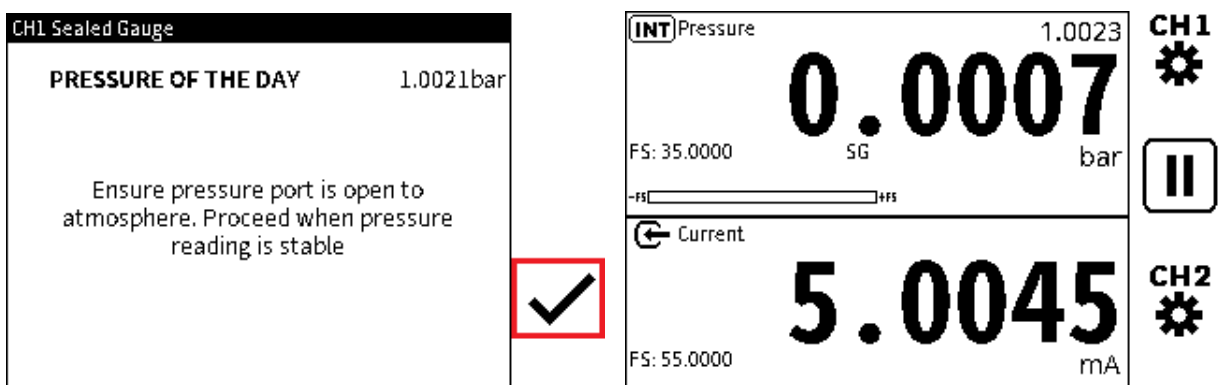 CH1 Sealed Gauge
PRESSURE OF THE DAY 1.0021bar
Ensure pressure port is open to
atmosphere. Proceed when pressure
reading is stable
INT Pressure 1.0023
0.0007
FS: 35.0000 SG bar
-FS +FS
Current
5.0045
FS: 55.0000 mA
CH1
CH2